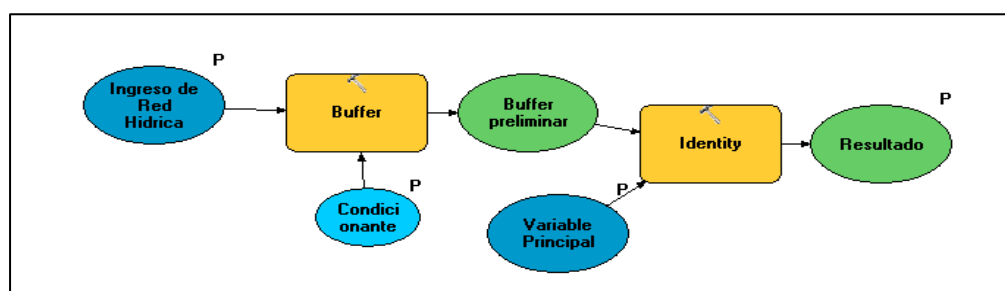 P
Ingreso de
Red
Hidrica
Buffer
Buffer
preliminar
Identity
P
Resultado
P
Condici
onante
P
Variable
Principal